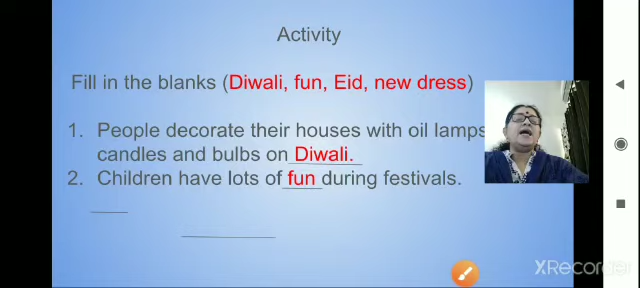 Activity
Fill in the blanks (Diwali, fun, Eid, new dress)
1. People decorate their houses with oil lamps
candles and bulbs on Diwali.
2. Children have lots of fun during festivals.
XRecorder